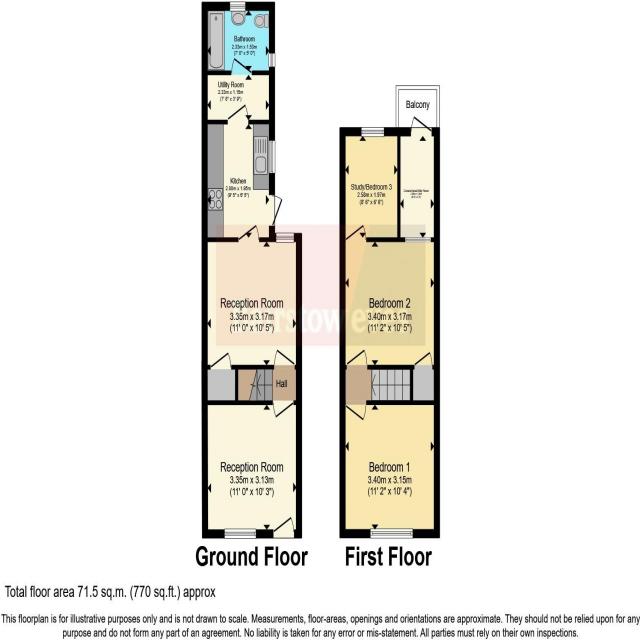 Bathroom
2.33m x 1.53m
(7' 8" x 5' 0")
Utility Room
2.33m x 1.15m
(7' 8" x 3' 9")
Balcony
Kitchen
2.88m x 1.95m
(9' 5" x 6' 5")
Study/Bedroom 3
2.58m x 1.97m
(8' 6" x 6' 6")
Reception Room
3.35m x 3.17m
(11' 0" x 10' 5")
Bedroom 2
3.40m x 3.17m
(11' 2" x 10' 5")
Hall
Reception Room
3.35m x 3.13m
(11' 0" x 10' 3")
Bedroom 1
3.40m x 3.15m
(11' 2" x 10' 4")
Ground Floor
First Floor
Total floor area 71.5 sq.m. (770 sq.ft.) approx
This floorplan is for illustrative purposes only and is not drawn to scale. Measurements, floor-areas, openings and orientations are approximate. They should not be relied upon for any
purpose and do not form any part of an agreement. No liability is taken for any error or mis-statement. All parties must rely on their own inspections.